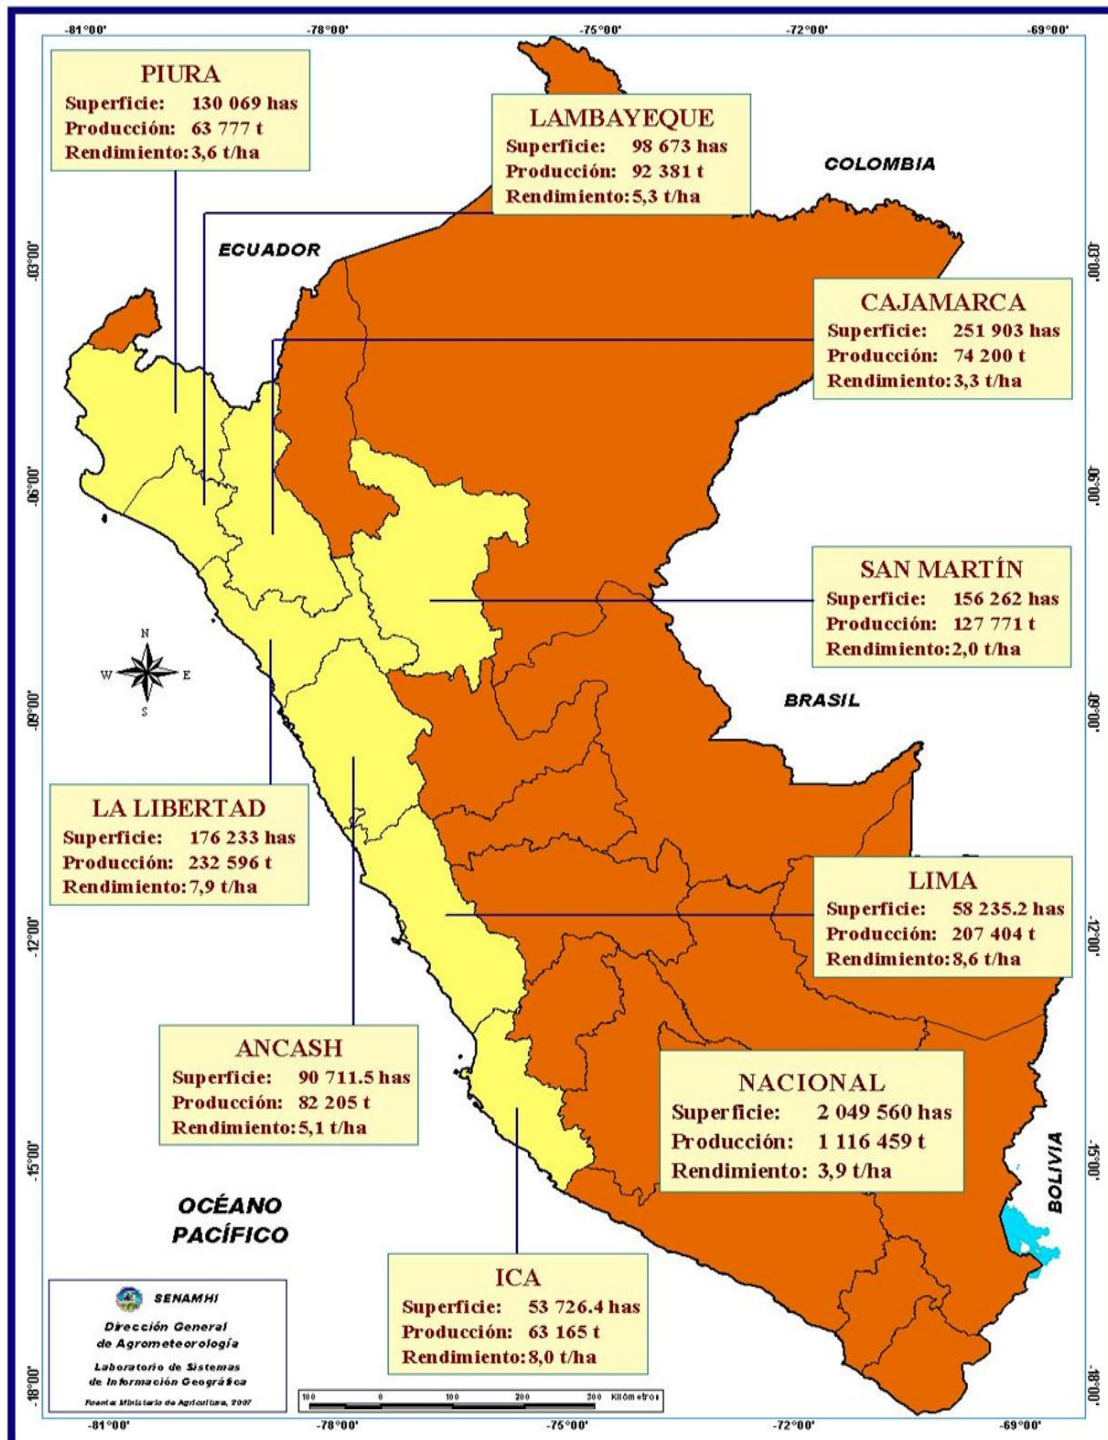 -81°00'
-78°00'
-75°00'
-72°00'
-69°00'
PIURA
Superficie: 130 069 has
Producción: 63 777 t
Rendimiento: 3,6 t/ha
LAMBAYEQUE
Superficie: 98 673 has
Producción: 92 381 t
Rendimiento: 5,3 t/ha
COLOMBIA
ECUADOR
-03°00'
-03°00'
CAJAMARCA
Superficie: 251 903 has
Producción: 74 200 t
Rendimiento: 3,3 t/ha
-06°00'
-06°00'
SAN MARTÍN
Superficie: 156 262 has
Producción: 127 771 t
Rendimiento: 2,0 t/ha
N
W
E
S
BRASIL
-09°00'
-09°00'
LA LIBERTAD
Superficie: 176 233 has
Producción: 232 596 t
Rendimiento: 7,9 t/ha
LIMA
Superficie: 58 235.2 has
Producción: 207 404 t
Rendimiento: 8,6 t/ha
-12°00'
-12°00'
ANCASH
Superficie: 90 711.5 has
Producción: 82 205 t
Rendimiento: 5,1 t/ha
NACIONAL
Superficie: 2 049 560 has
Producción: 1 116 459 t
Rendimiento: 3,9 t/ha
-15°00'
-15°00'
BOLIVIA
OCÉANO
PACÍFICO
ICA
Superficie: 53 726.4 has
Producción: 63 165 t
Rendimiento: 8,0 t/ha
SENAMHI
Dirección General
de Agrometeorología
Laboratorio de Sistemas
de Información Geográfica
Fuente: Ministerio de Agricultura, 2007
-18°00'
-18°00'
100 0 100 200 300 Kilómetros
-81°00'
-78°00'
-75°00'
-72°00'
-69°00'